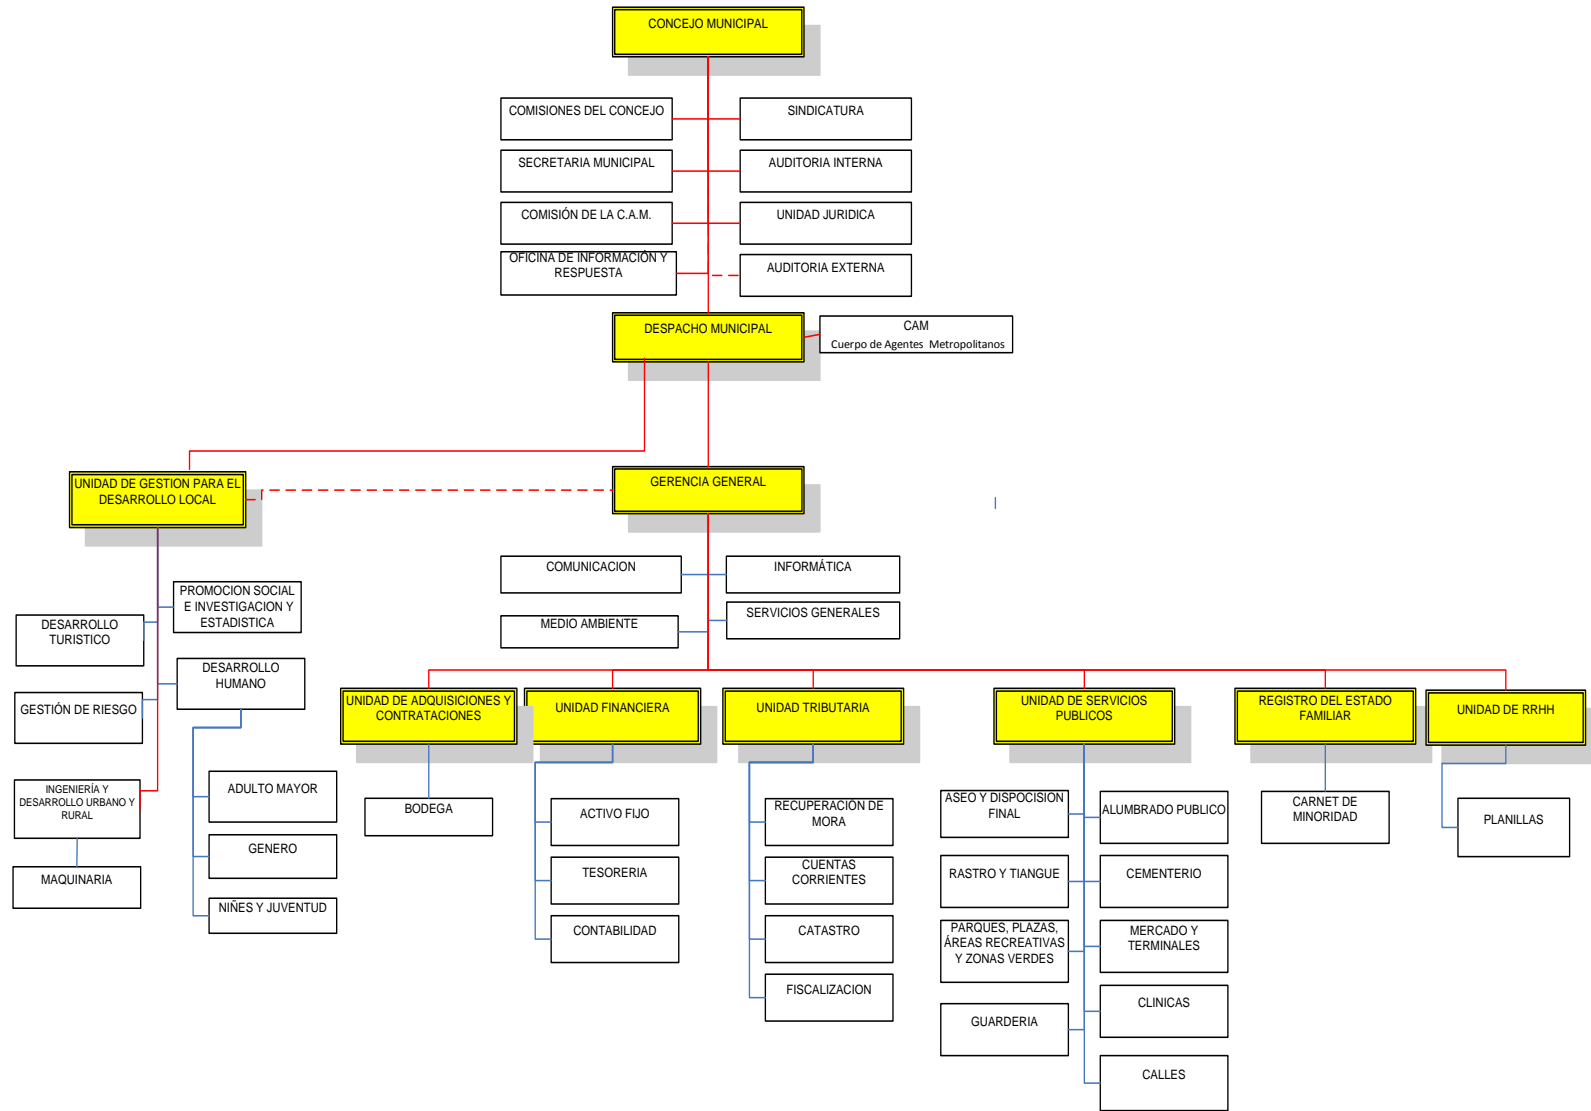 CONCEJO MUNICIPAL
COMISIONES DEL CONCEJO
SINDICATURA
SECRETARIA MUNICIPAL
AUDITORIA INTERNA
COMISIÓN DE LA C.A.M.
UNIDAD JURIDICA
OFICINA DE INFORMACIÓN Y
RESPUESTA
AUDITORIA EXTERNA
DESPACHO MUNICIPAL
CAM
Cuerpo de Agentes Metropolitanos
UNIDAD DE GESTION PARA EL
DESARROLLO LOCAL
GERENCIA GENERAL
COMUNICACION
INFORMÁTICA
MEDIO AMBIENTE
SERVICIOS GENERALES
PROMOCION SOCIAL
E INVESTIGACION Y
ESTADISTICA
DESARROLLO
TURISTICO
DESARROLLO
HUMANO
GESTIÓN DE RIESGO
ADULTO MAYOR
INGENIERÍA Y
DESARROLLO URBANO Y
RURAL
GENERO
MAQUINARIA
NIÑES Y JUVENTUD
UNIDAD DE ADQUISICIONES Y
CONTRATACIONES
BODEGA
UNIDAD FINANCIERA
ACTIVO FIJO
TESORERIA
CONTABILIDAD
UNIDAD TRIBUTARIA
RECUPERACIÓN DE
MORA
CUENTAS
CORRIENTES
CATASTRO
FISCALIZACION
UNIDAD DE SERVICIOS
PUBLICOS
ASEO Y DISPOCISION
FINAL
ALUMBRADO PUBLICO
RASTRO Y TIANGUE
CEMENTERIO
PARQUES, PLAZAS,
ÁREAS RECREATIVAS
Y ZONAS VERDES
MERCADO Y
TERMINALES
GUARDERIA
CLINICAS
CALLES
REGISTRO DEL ESTADO
FAMILIAR
CARNET DE
MINORIDAD
UNIDAD DE RRHH
PLANILLAS